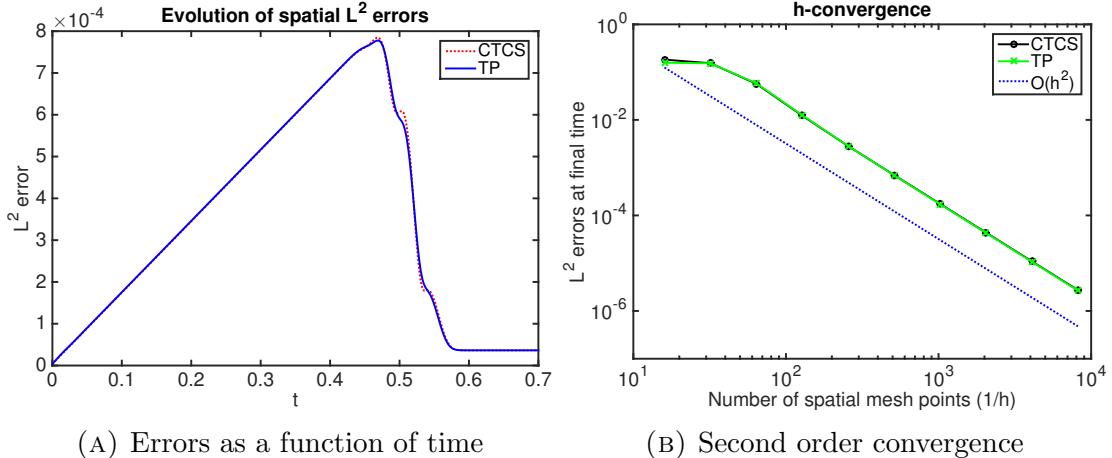 Evolution of spatial L² errors
×10⁻⁴
8
7
6
5
4
3
2
1
0
L² error
CTCS
TP
0 0.1 0.2 0.3 0.4 0.5 0.6 0.7
t
(A) Errors as a function of time
h-convergence
10⁰
10⁻²
10⁻⁴
10⁻⁶
L² errors at final time
CTCS
TP
O(h²)
10¹ 10² 10³ 10⁴
Number of spatial mesh points (1/h)
(B) Second order convergence